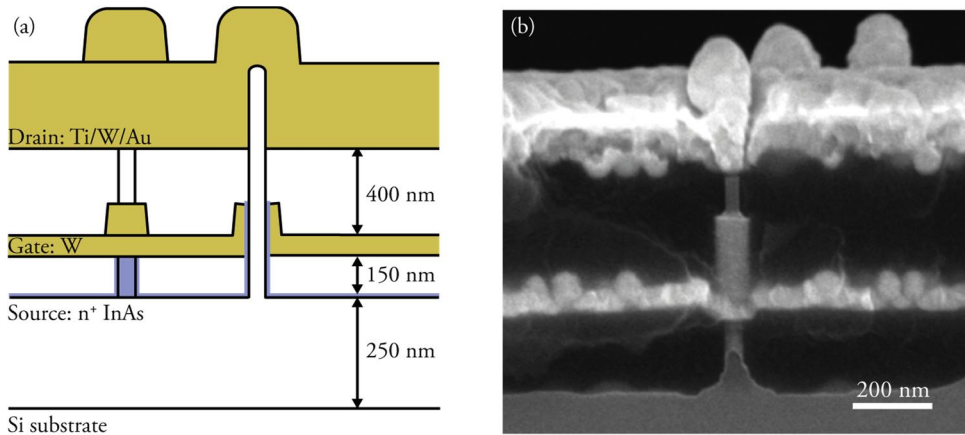 (a)
Drain: Ti/W/Au
400 nm
Gate: W
150 nm
Source: n⁺ InAs
250 nm
Si substrate
(b)
200 nm